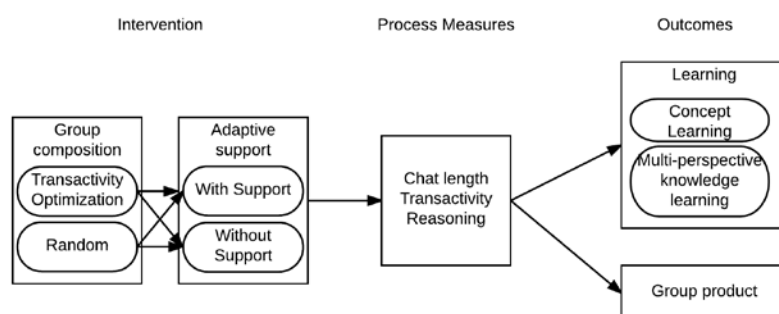 Intervention
Process Measures
Outcomes
Group
composition
Transactivity
Optimization
Random
Adaptive
support
With Support
Without
Support
Chat length
Transactivity
Reasoning
Learning
Concept
Learning
Multi-perspective
knowledge
learning
Group product